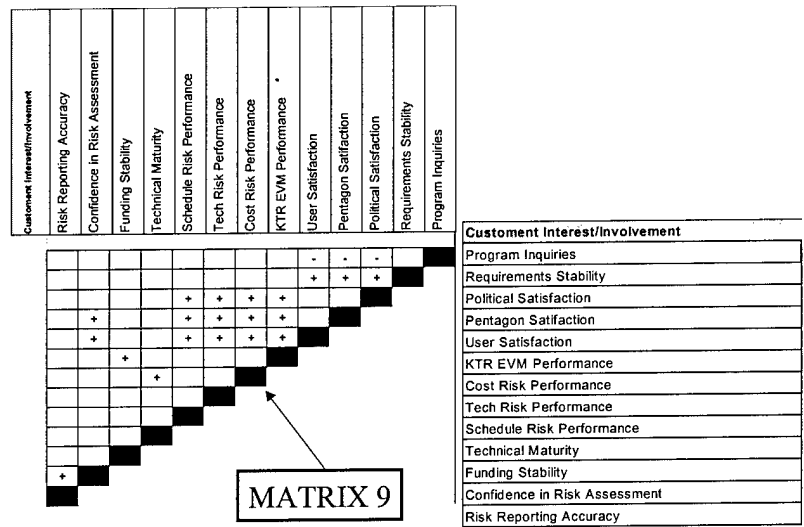 Customent Interest/Involvement
Risk Reporting Accuracy
Confidence in Risk Assessment
Funding Stability
Technical Maturity
Schedule Risk Performance
Tech Risk Performance
Cost Risk Performance
KTR EVM Performance *
User Satisfaction
Pentagon Satifaction
Political Satisfaction
Requirements Stability
Program Inquiries
- - -
+ + +
+ + + +
+ + + + +
+ + + + +
+
+
+
MATRIX 9
Customent Interest/Involvement
Program Inquiries
Requirements Stability
Political Satisfaction
Pentagon Satifaction
User Satisfaction
KTR EVM Performance
Cost Risk Performance
Tech Risk Performance
Schedule Risk Performance
Technical Maturity
Funding Stability
Confidence in Risk Assessment
Risk Reporting Accuracy